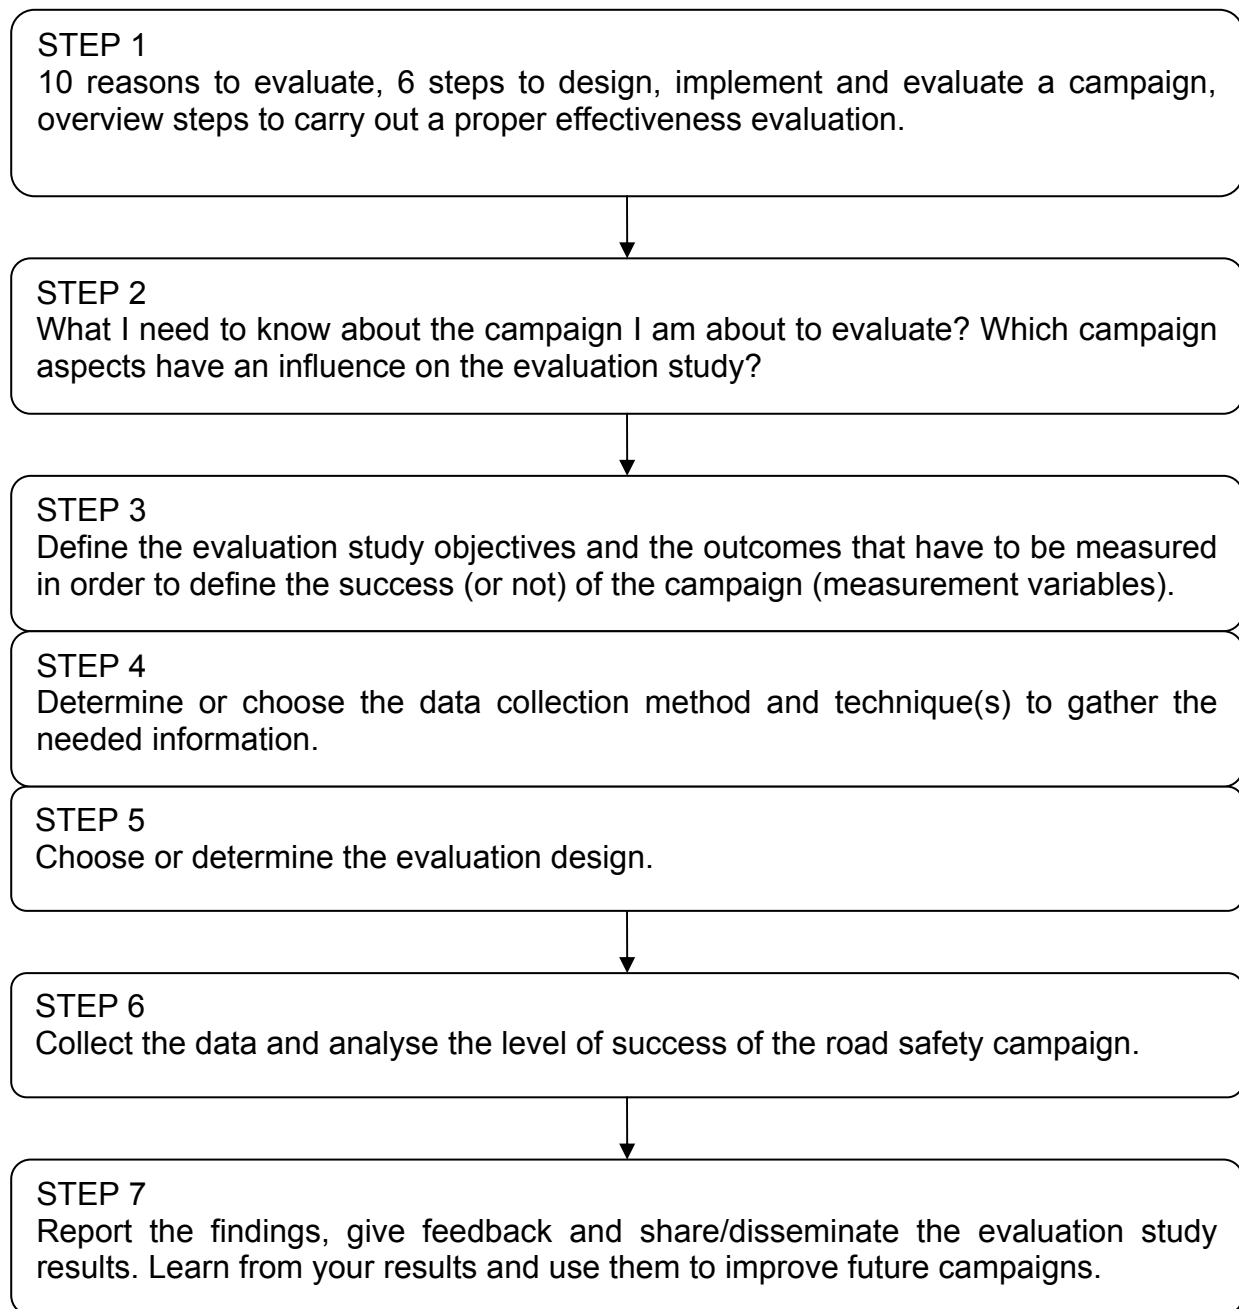 STEP 1
10 reasons to evaluate, 6 steps to design, implement and evaluate a campaign,
overview steps to carry out a proper effectiveness evaluation.
STEP 2
What I need to know about the campaign I am about to evaluate? Which campaign
aspects have an influence on the evaluation study?
STEP 3
Define the evaluation study objectives and the outcomes that have to be measured
in order to define the success (or not) of the campaign (measurement variables).
STEP 4
Determine or choose the data collection method and technique(s) to gather the
needed information.
STEP 5
Choose or determine the evaluation design.
STEP 6
Collect the data and analyse the level of success of the road safety campaign.
STEP 7
Report the findings, give feedback and share/disseminate the evaluation study
results. Learn from your results and use them to improve future campaigns.